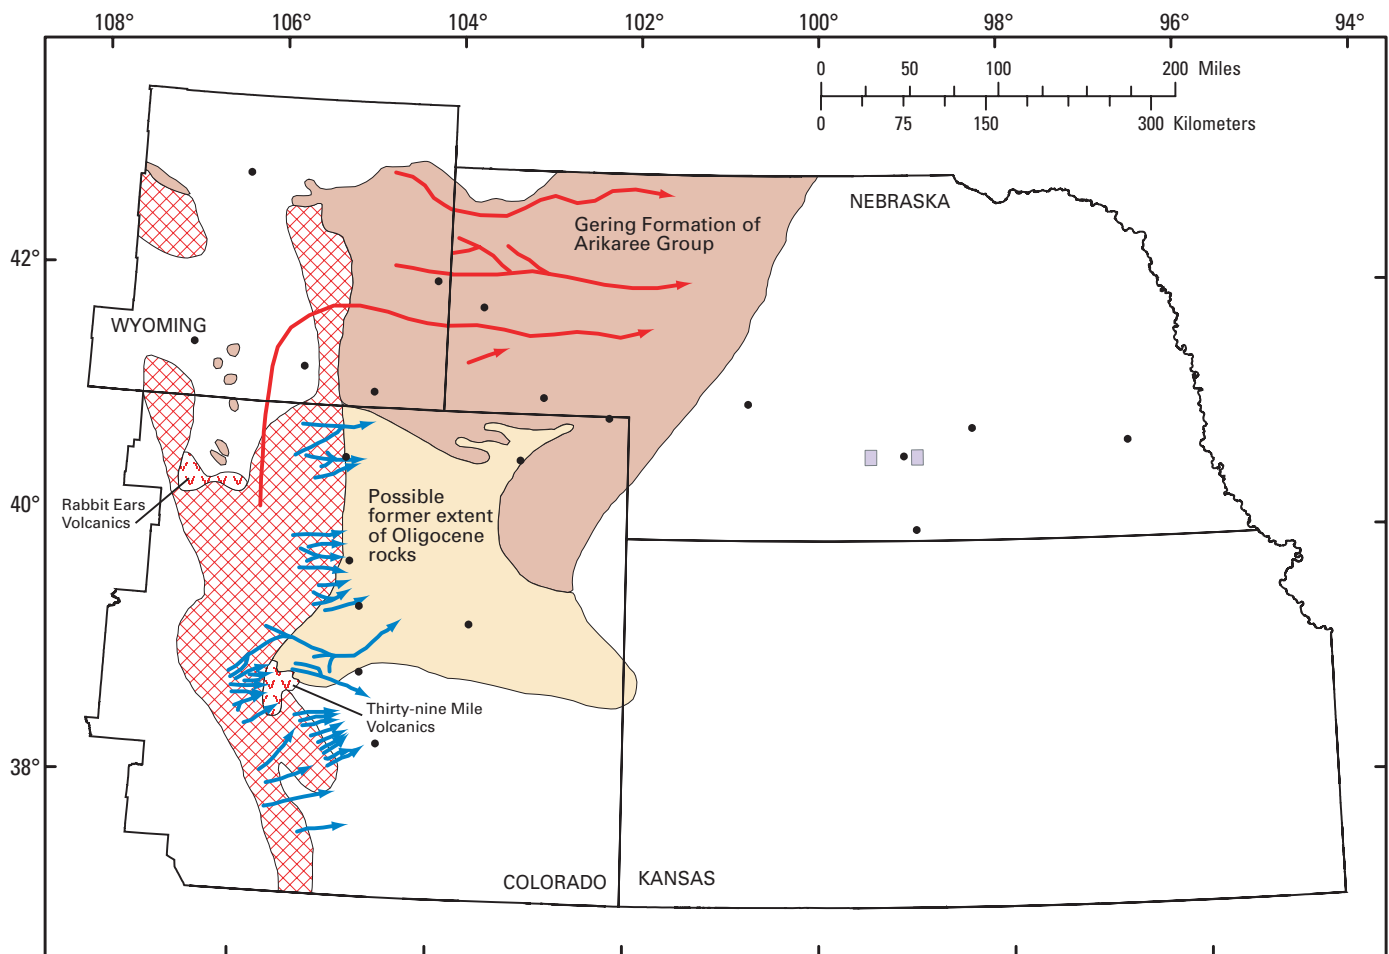 108° 106° 104° 102° 100° 98° 96° 94°
0 50 100 200 Miles
0 75 150 300 Kilometers
NEBRASKA
Gering Formation of
Arikaree Group
42°
WYOMING
40°
Rabbit Ears
Volcanics
Possible
former extent
of Oligocene
rocks
Thirty-nine Mile
Volcanics
38°
COLORADO
KANSAS